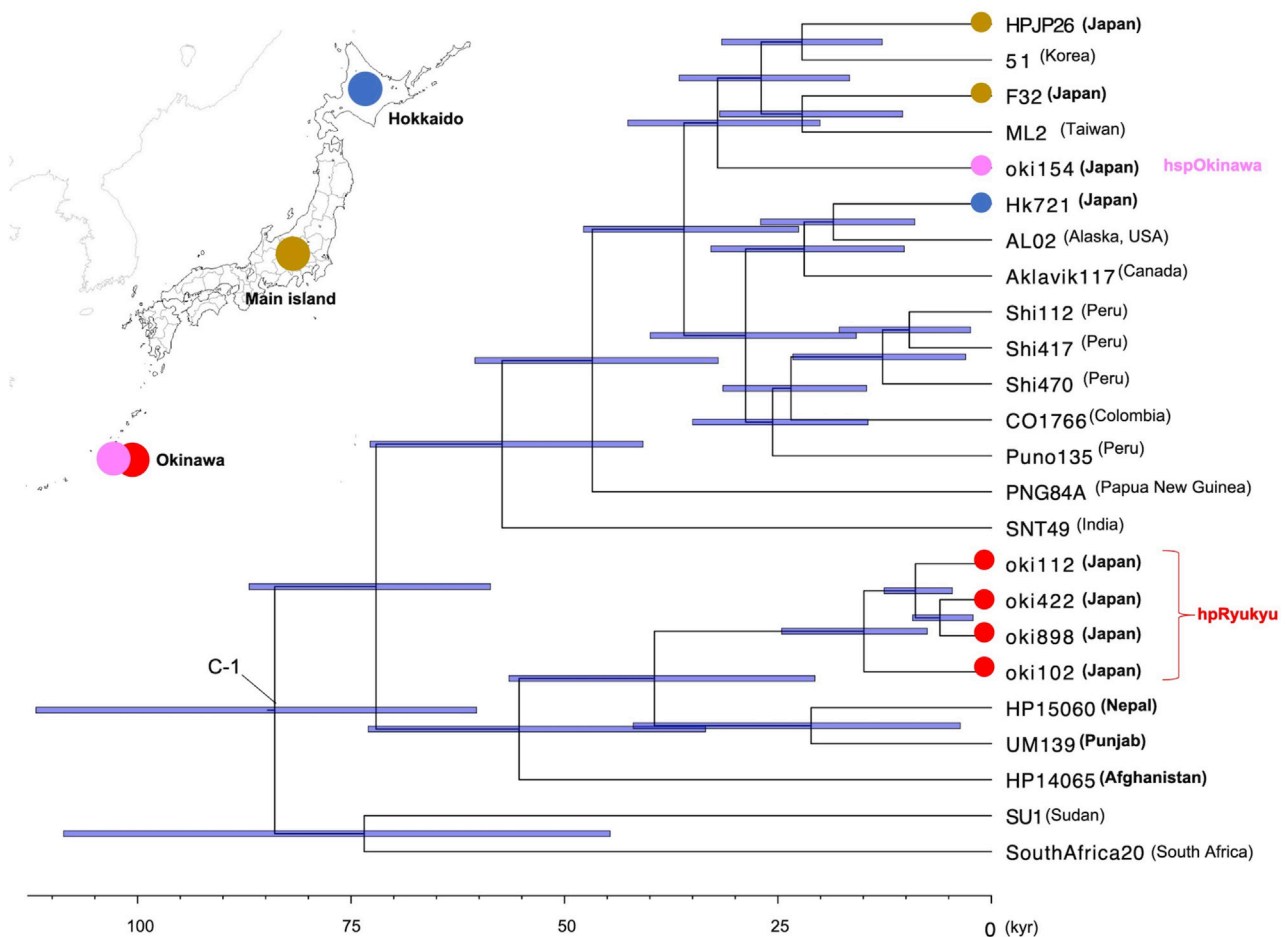 Hokkaido
Main island
Okinawa
HPJP26 (Japan)
51 (Korea)
F32 (Japan)
ML2 (Taiwan)
oki154 (Japan) hspOkinawa
Hk721 (Japan)
AL02 (Alaska, USA)
Aklavik117 (Canada)
Shi112 (Peru)
Shi417 (Peru)
Shi470 (Peru)
CO1766 (Colombia)
Puno135 (Peru)
PNG84A (Papua New Guinea)
SNT49 (India)
oki112 (Japan)
oki422 (Japan)
hpRyukyu
oki898 (Japan)
oki102 (Japan)
C-1
HP15060 (Nepal)
UM139 (Punjab)
HP14065 (Afghanistan)
SU1 (Sudan)
SouthAfrica20 (South Africa)
100 75 50 25 0 (kyr)